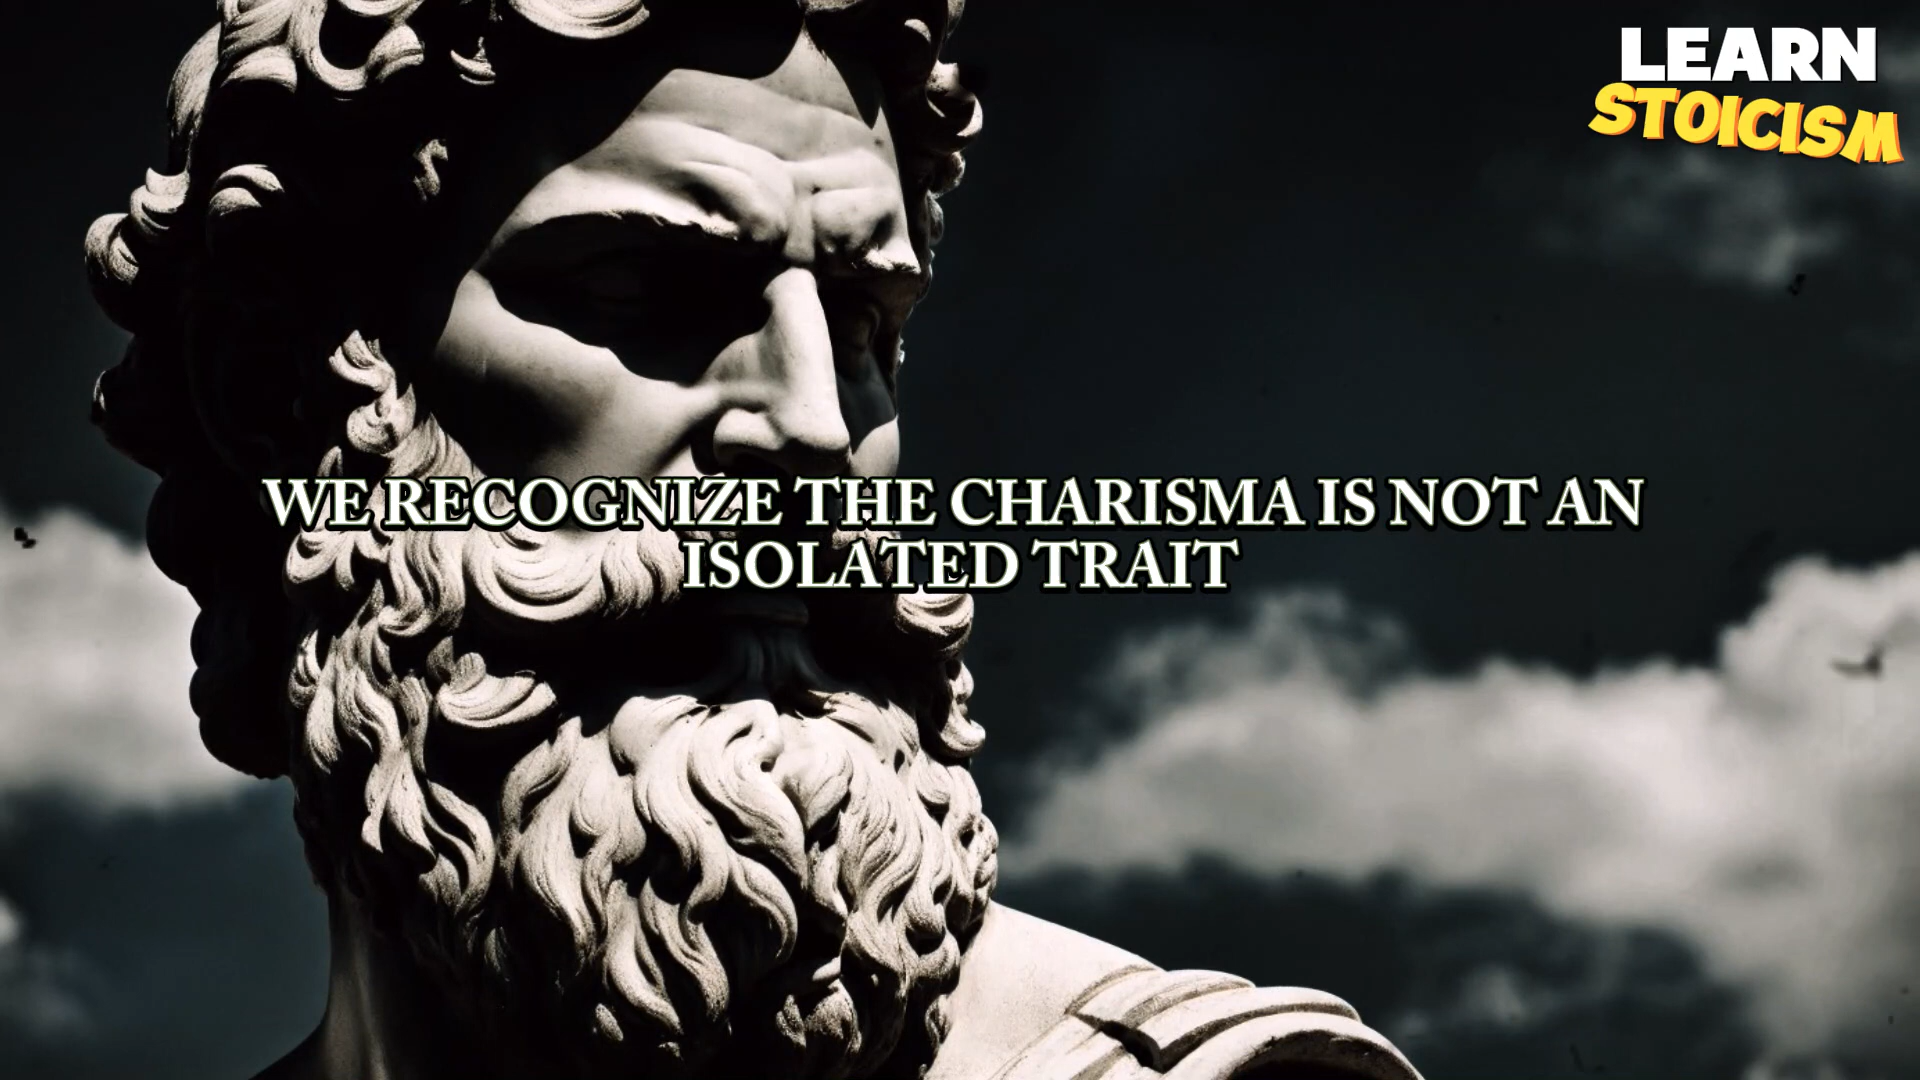 LEARN
STOICISM
WE RECOGNIZE THE CHARISMA IS NOT AN
ISOLATED TRAIT